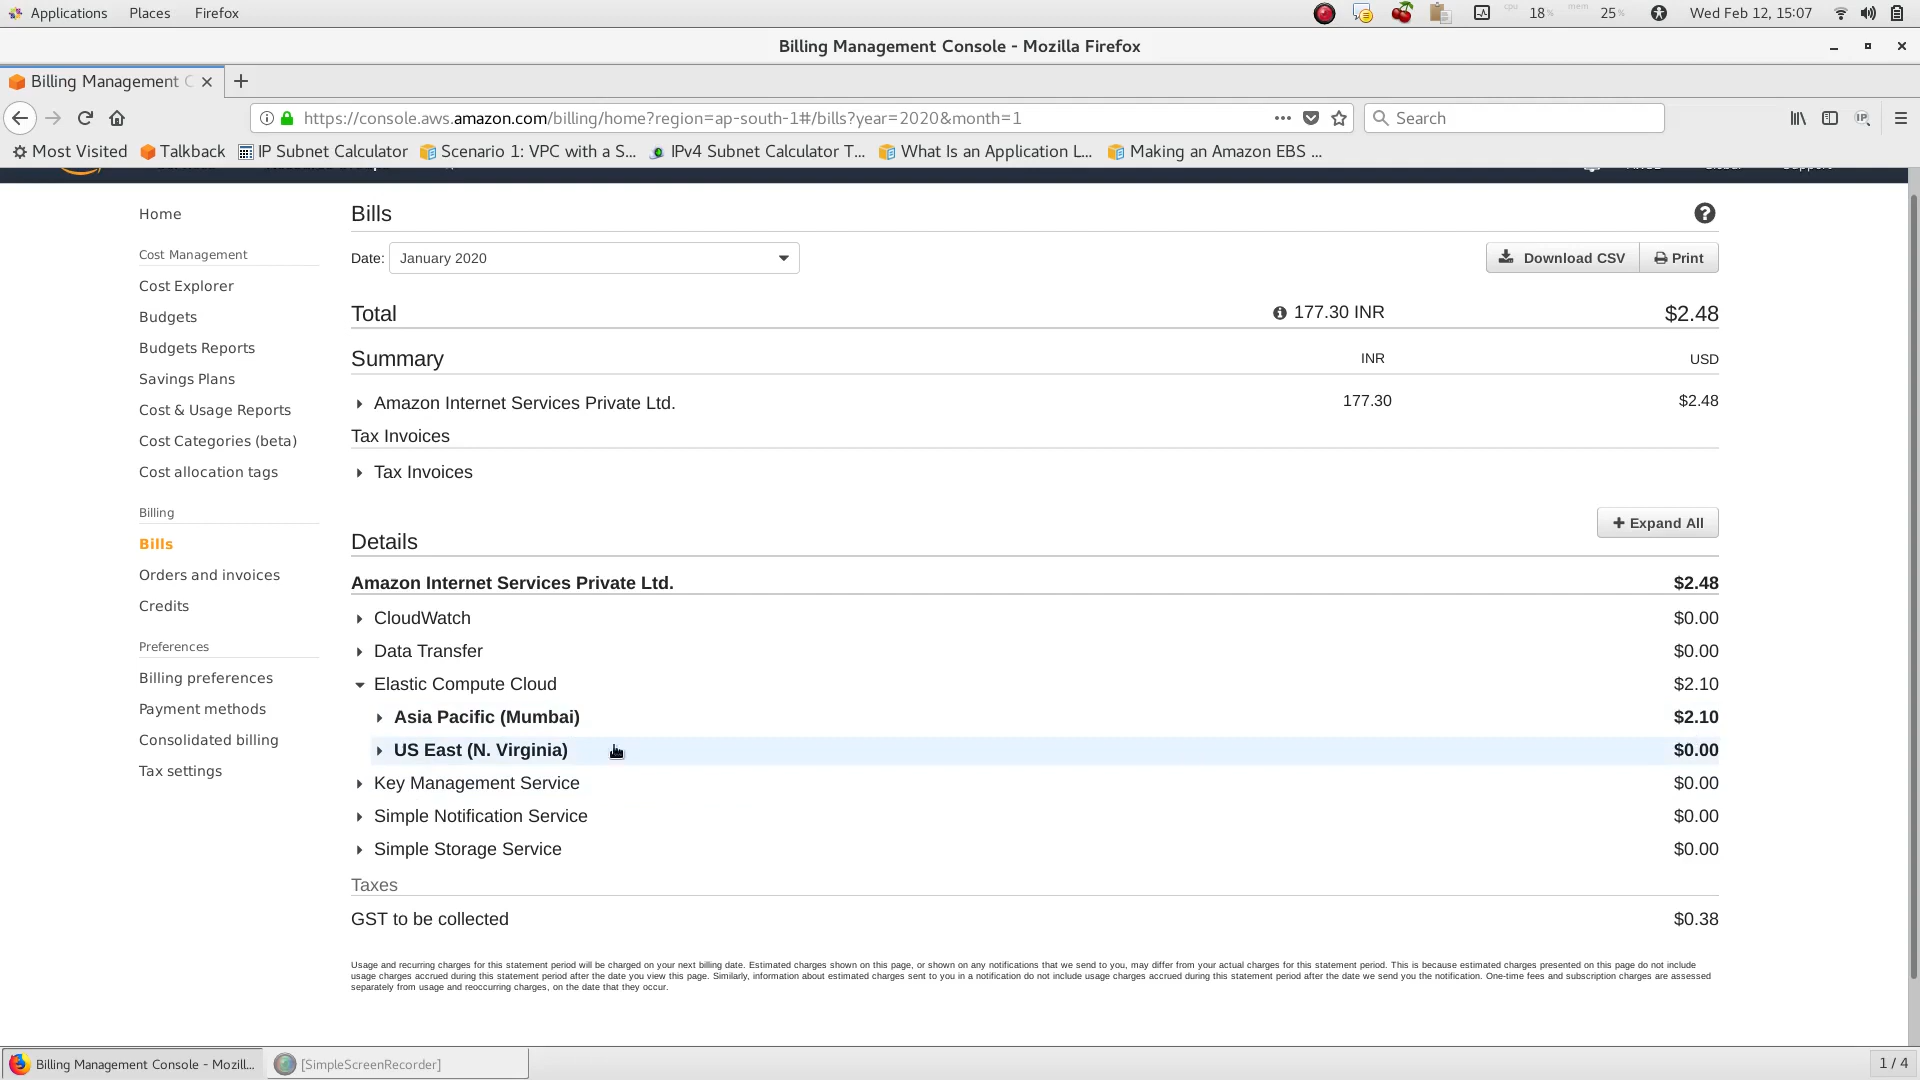 Applications Places Firefox cpu 18% mem 25% Wed Feb 12, 15:07
Billing Management Console - Mozilla Firefox
Billing Management C
https://console.aws.amazon.com/billing/home?region=ap-south-1#/bills?year=2020&month=1 Search IP
Most Visited Talkback IP Subnet Calculator Scenario 1: VPC with a S... IPv4 Subnet Calculator T... What Is an Application L... Making an Amazon EBS ...
Home
Cost Management
Cost Explorer
Budgets
Budgets Reports
Savings Plans
Cost & Usage Reports
Cost Categories (beta)
Cost allocation tags
Billing
Bills
Orders and invoices
Credits
Preferences
Billing preferences
Payment methods
Consolidated billing
Tax settings
Bills
Date: January 2020 Download CSV Print
Total 177.30 INR $2.48
Summary INR USD
Amazon Internet Services Private Ltd. 177.30 $2.48
Tax Invoices
Tax Invoices
Expand All
Details
Amazon Internet Services Private Ltd. $2.48
CloudWatch $0.00
Data Transfer $0.00
Elastic Compute Cloud $2.10
Asia Pacific (Mumbai) $2.10
US East (N. Virginia) $0.00
Key Management Service $0.00
Simple Notification Service $0.00
Simple Storage Service $0.00
Taxes
GST to be collected $0.38
Usage and recurring charges for this statement period will be charged on your next billing date. Estimated charges shown on this page, or shown on any notifications that we send to you, may differ from your actual charges for this statement period. This is because estimated charges presented on this page do not include
usage charges accrued during this statement period after the date you view this page. Similarly, information about estimated charges sent to you in a notification do not include usage charges accrued during this statement period after the date we send you the notification. One-time fees and subscription charges are assessed
separately from usage and reoccurring charges, on the date that they occur.
Billing Management Console - Mozill... [SimpleScreenRecorder] 1 / 4